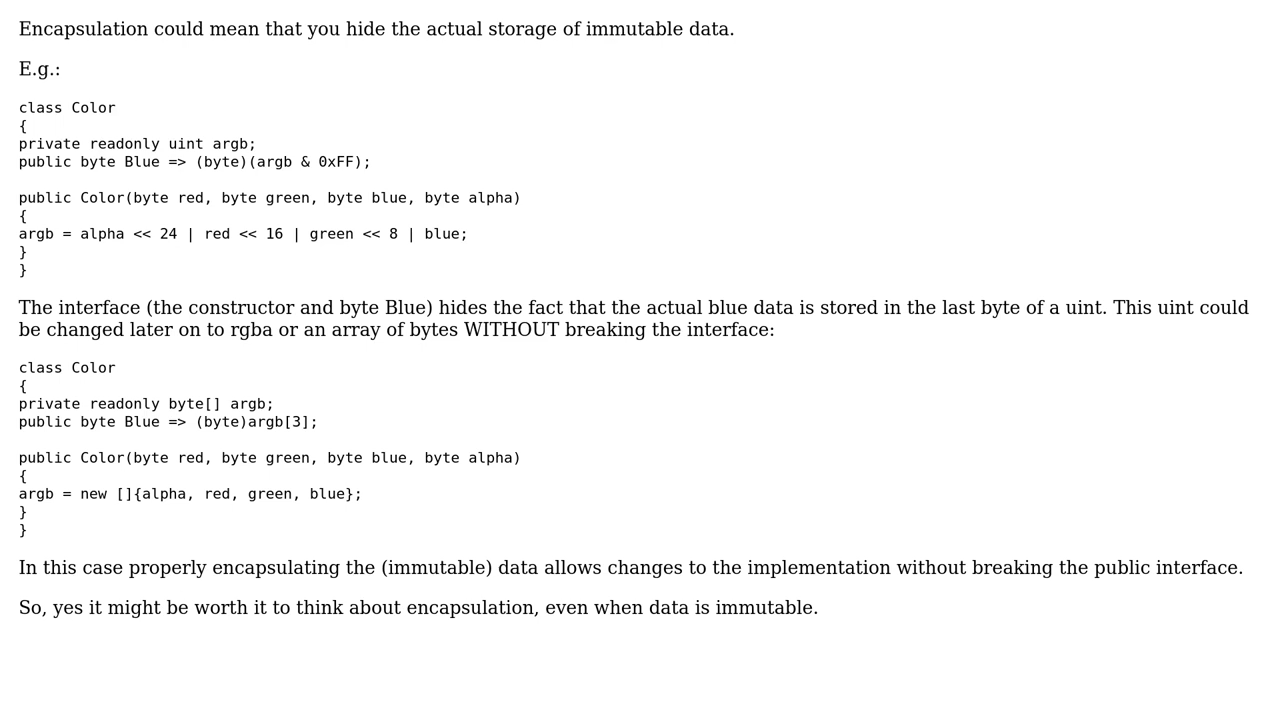 Encapsulation could mean that you hide the actual storage of immutable data.
E.g.:
class Color
{
private readonly uint argb;
public byte Blue => (byte)(argb & 0xFF);
public Color(byte red, byte green, byte blue, byte alpha)
{
argb = alpha << 24 | red << 16 | green << 8 | blue;
}
}
The interface (the constructor and byte Blue) hides the fact that the actual blue data is stored in the last byte of a uint. This uint could
be changed later on to rgba or an array of bytes WITHOUT breaking the interface:
class Color
{
private readonly byte[] argb;
public byte Blue => (byte)argb[3];
public Color(byte red, byte green, byte blue, byte alpha)
{
argb = new []{alpha, red, green, blue};
}
}
In this case properly encapsulating the (immutable) data allows changes to the implementation without breaking the public interface.
So, yes it might be worth it to think about encapsulation, even when data is immutable.